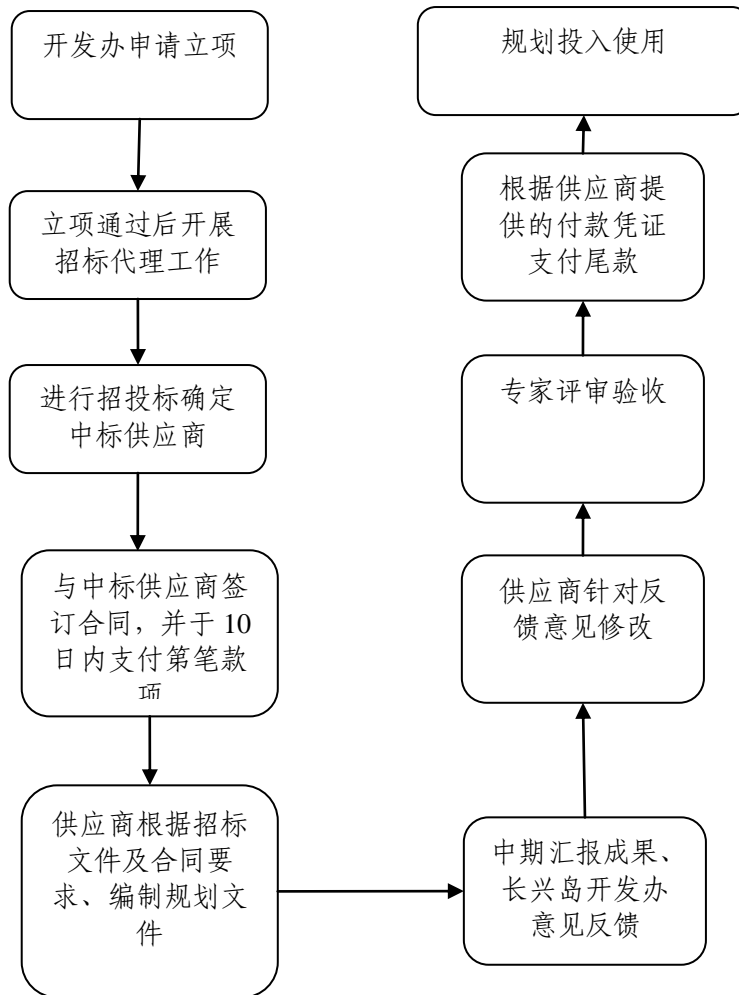 开发办申请立项
立项通过后开展
招标代理工作
进行招投标确定
中标供应商
与中标供应商签
订合同，并于 10
日内支付第笔款
项
供应商根据招标
文件及合同要
求、编制规划文
件
中期汇报成果、
长兴岛开发办
意见反馈
供应商针对反
馈意见修改
专家评审验收
根据供应商提
供的付款凭证
支付尾款
规划投入使用